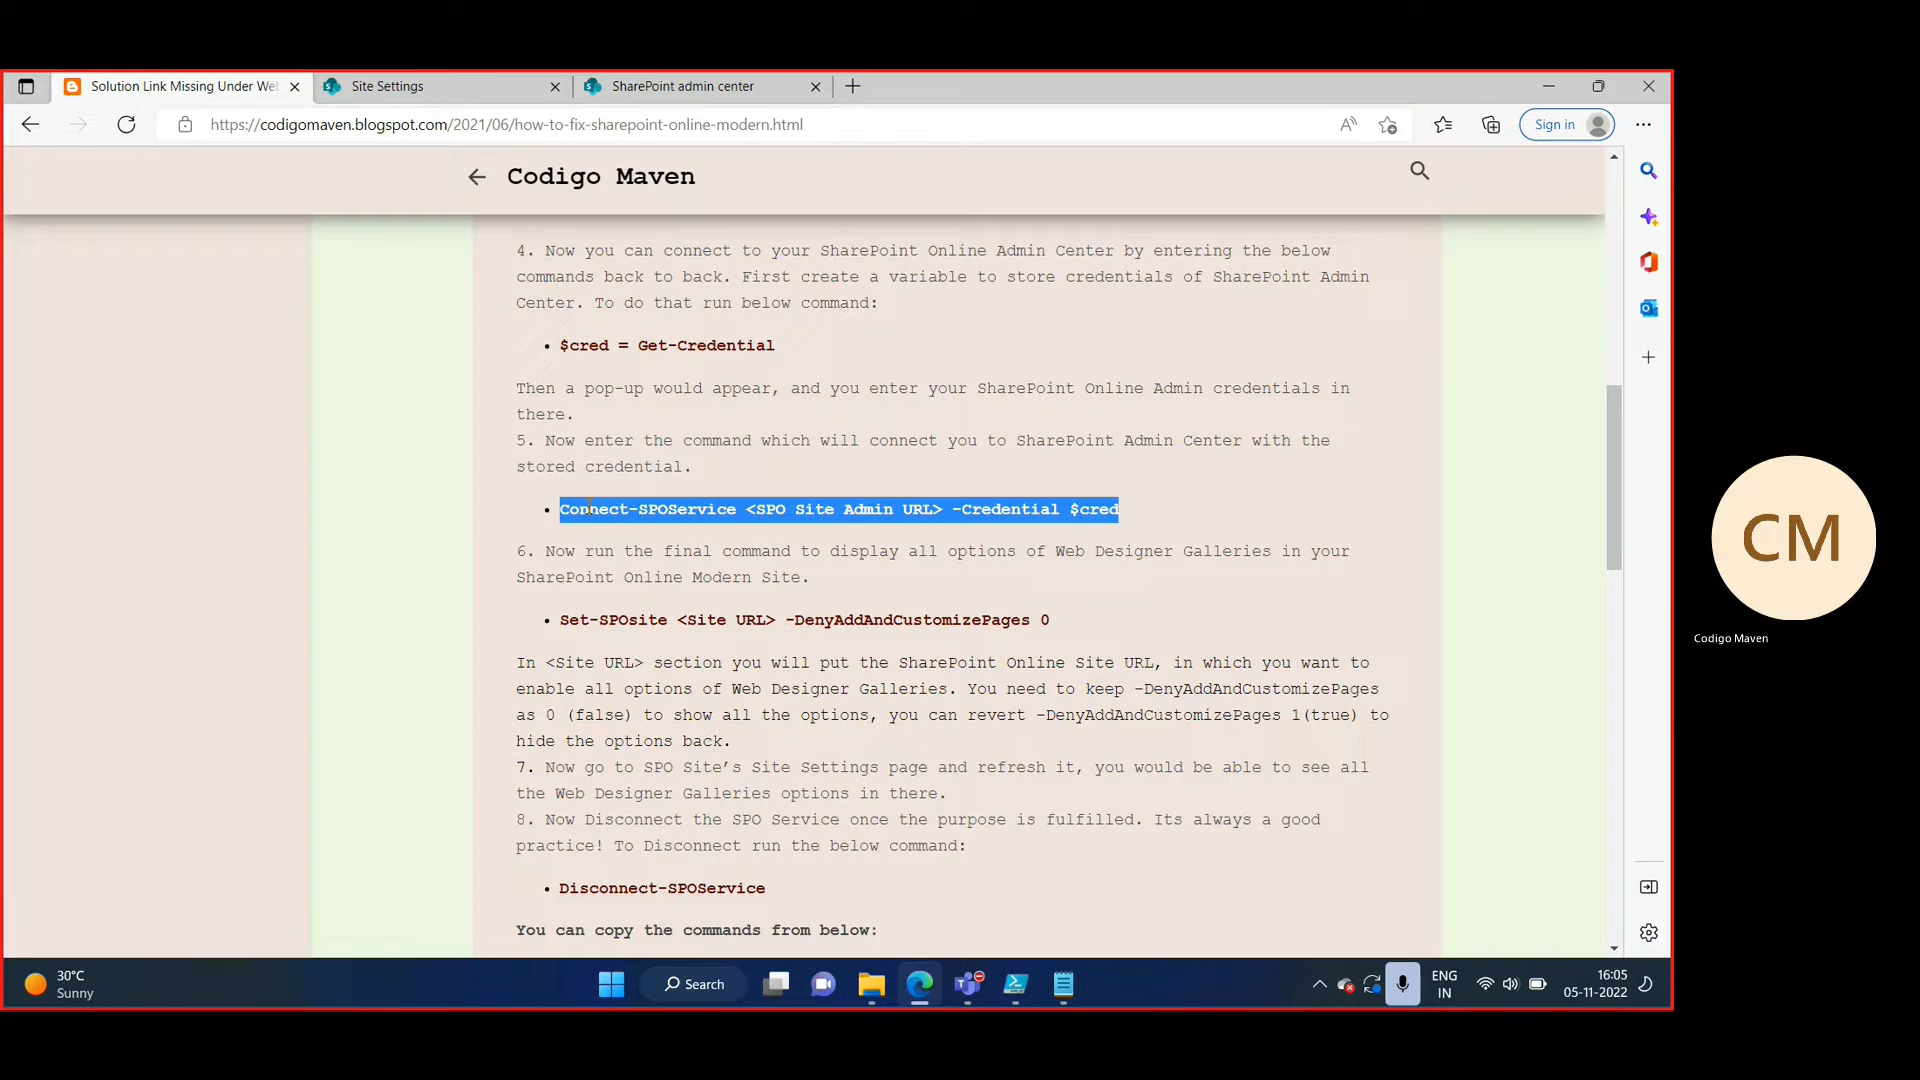 Solution Link Missing Under We
Site Settings
SharePoint admin center
https://codigomaven.blogspot.com/2021/06/how-to-fix-sharepoint-online-modern.html
Sign in
Codigo Maven
4. Now you can connect to your SharePoint Online Admin Center by entering the below
commands back to back. First create a variable to store credentials of SharePoint Admin
Center. To do that run below command:
• $cred = Get-Credential
Then a pop-up would appear, and you enter your SharePoint Online Admin credentials in
there.
5. Now enter the command which will connect you to SharePoint Admin Center with the
stored credential.
• Connect-SPOService <SPO Site Admin URL> -Credential $cred
6. Now run the final command to display all options of Web Designer Galleries in your
SharePoint Online Modern Site.
• Set-SPOsite <Site URL> -DenyAddAndCustomizePages 0
In <Site URL> section you will put the SharePoint Online Site URL, in which you want to
enable all options of Web Designer Galleries. You need to keep -DenyAddAndCustomizePages
as 0 (false) to show all the options, you can revert -DenyAddAndCustomizePages 1(true) to
hide the options back.
7. Now go to SPO Site’s Site Settings page and refresh it, you would be able to see all
the Web Designer Galleries options in there.
8. Now Disconnect the SPO Service once the purpose is fulfilled. Its always a good
practice! To Disconnect run the below command:
• Disconnect-SPOService
You can copy the commands from below:
CM
Codigo Maven
30°C
Sunny
Search
ENG
IN
16:05
05-11-2022